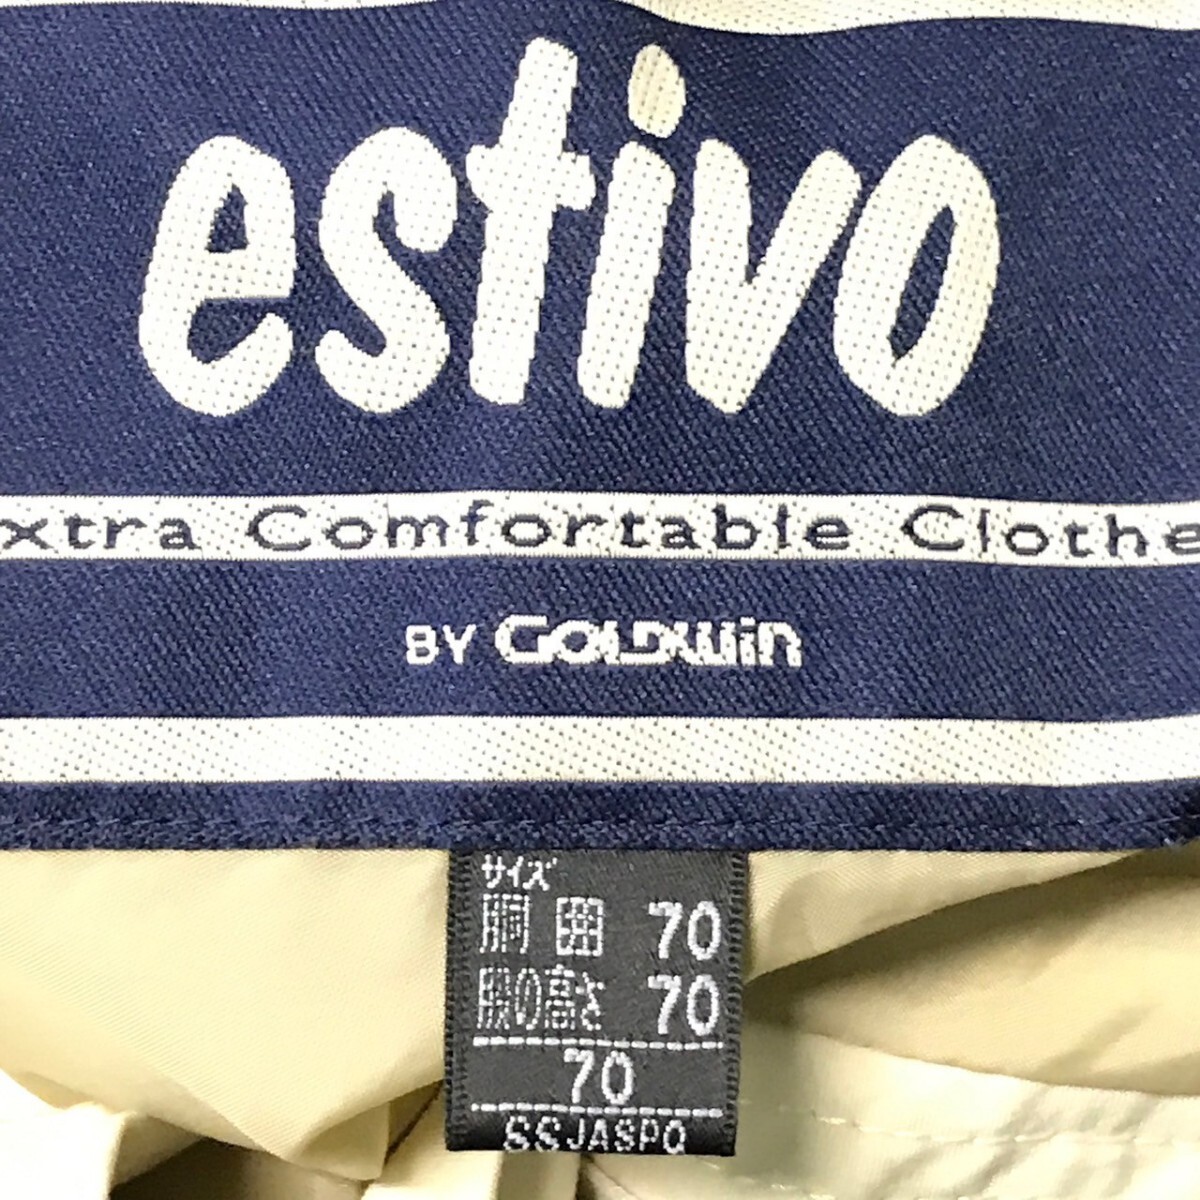 estivo
xtra Comfortable Clothe
BY GOLDWIN
サイズ
胴囲 70
股の高さ 70
70
SSJASPQ